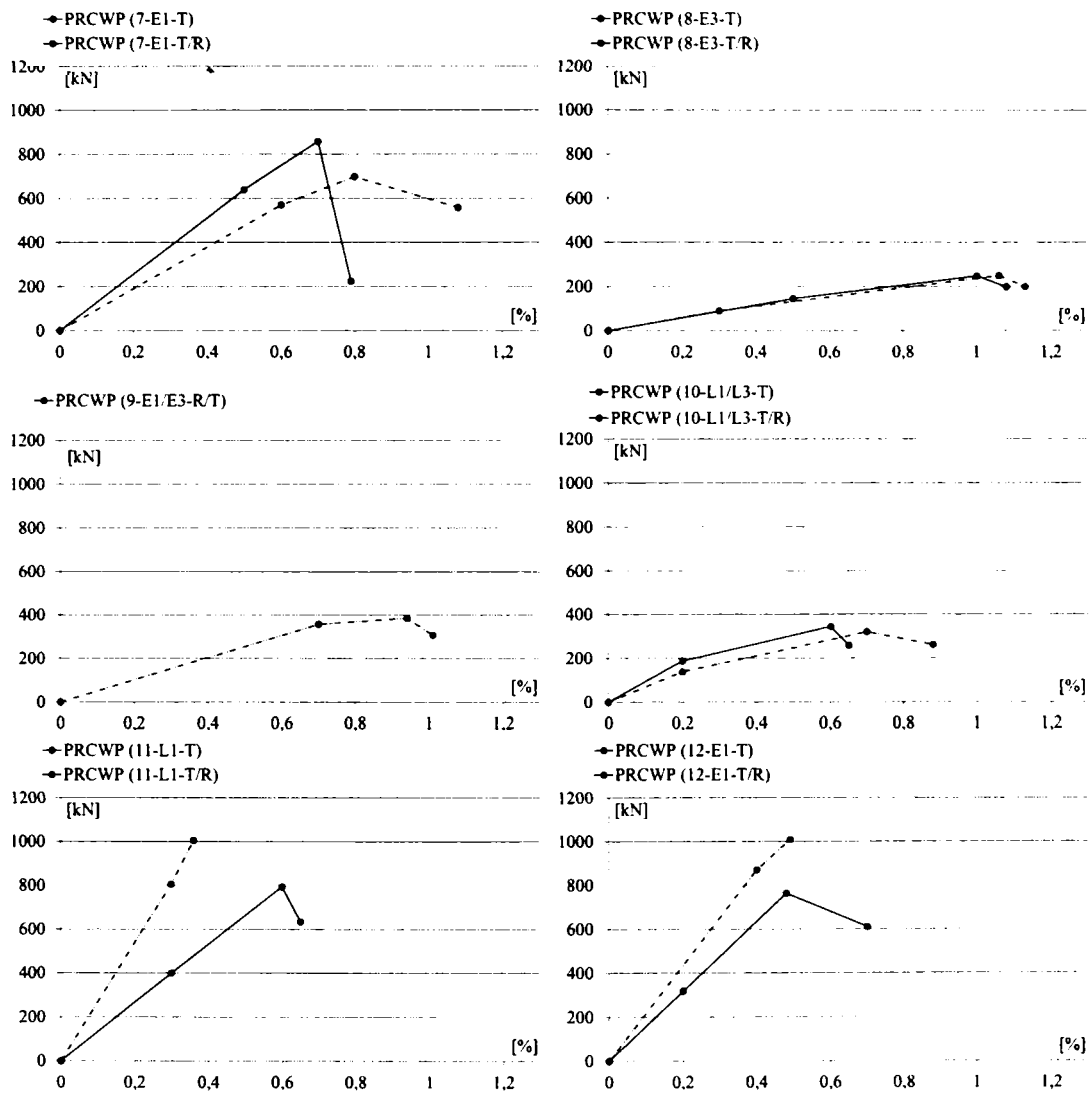 PRCWP (7-E1-T)
PRCWP (7-E1-T/R)
1200
[kN]
1000
800
600
400
200
0
[%]
0 0,2 0,4 0,6 0,8 1 1,2
PRCWP (8-E3-T)
PRCWP (8-E3-T/R)
1200
[kN]
1000
800
600
400
200
0
[%]
0 0,2 0,4 0,6 0,8 1 1,2
PRCWP (9-E1/E3-R/T)
1200
[kN]
1000
800
600
400
200
0
[%]
0 0,2 0,4 0,6 0,8 1 1,2
PRCWP (10-L1/L3-T)
PRCWP (10-L1/L3-T/R)
1200
[kN]
1000
800
600
400
200
0
[%]
0 0,2 0,4 0,6 0,8 1 1,2
PRCWP (11-L1-T)
PRCWP (11-L1-T/R)
1200
[kN]
1000
800
600
400
200
0
[%]
0 0,2 0,4 0,6 0,8 1 1,2
PRCWP (12-E1-T)
PRCWP (12-E1-T/R)
1200
[kN]
1000
800
600
400
200
0
[%]
0 0,2 0,4 0,6 0,8 1 1,2